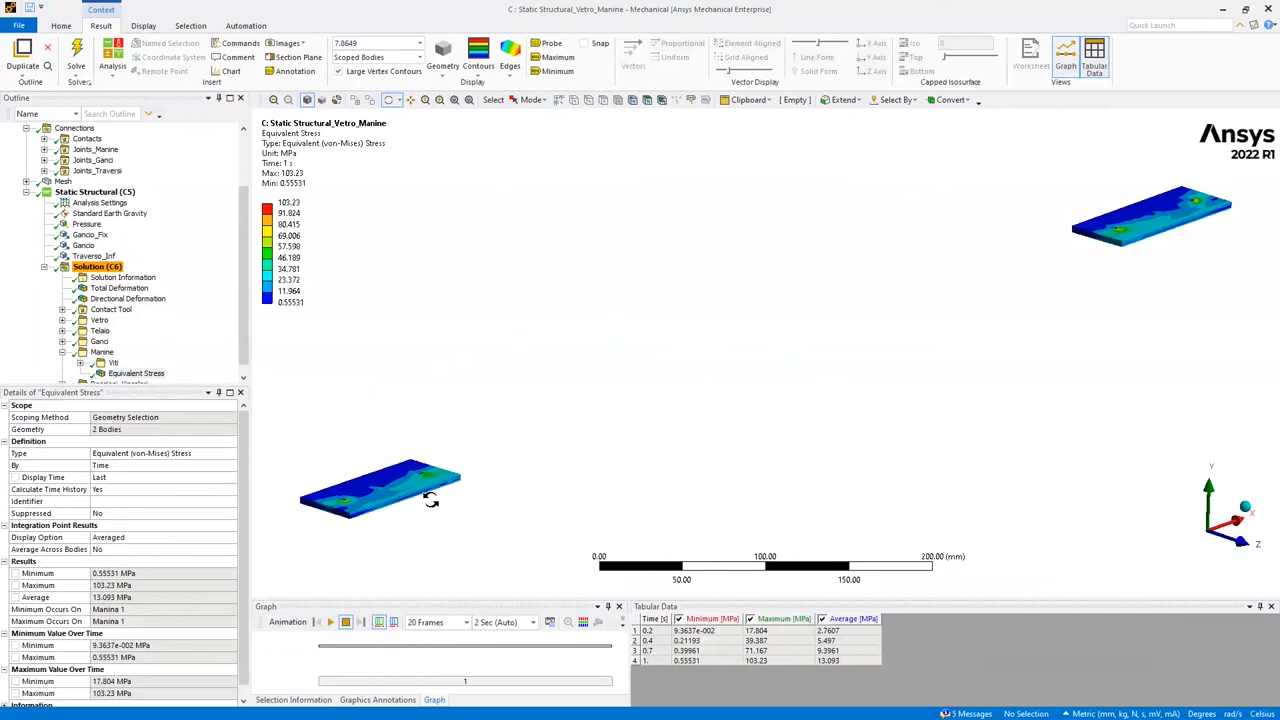 Context
C : Static Structural_Vetro_Manine - Mechanical [Ansys Mechanical Enterprise]
File Home Result Display Selection Automation
Quick Launch
Duplicate
Outline
Solve
Solver
Analysis
Named Selection
Coordinate System
Remote Point
Commands
Comment
Chart
Images
Section Plane
Annotation
Insert
7.8649
Scoped Bodies
Large Vertex Contours
Geometry
Contours
Edges
Display
Probe
Maximum
Minimum
Snap
Vectors
Proportional
Uniform
Element Aligned
Grid Aligned
Line Form
Solid Form
X Axis
Y Axis
Z Axis
Vector Display
Iso
Top
Bottom
0
Capped Isosurface
Worksheet
Graph
Tabular
Data
Views
Outline
Name
Search Outline
Select Mode Clipboard [ Empty ] Extend Select By Convert
Connections
Contacts
Joints_Manine
Joints_Ganci
Joints_Traversi
Mesh
Static Structural (C5)
Analysis Settings
Standard Earth Gravity
Pressure
Gancio_Fix
Gancio
Traverso_Inf
Solution (C6)
Solution Information
Total Deformation
Directional Deformation
Contact Tool
Vetro
Telaio
Ganci
Manine
Viti
Equivalent Stress
C: Static Structural_Vetro_Manine
Equivalent Stress
Type: Equivalent (von-Mises) Stress
Unit: MPa
Time: 1 s
Max: 103.23
Min: 0.55531
103.23
91.824
80.415
69.006
57.598
46.189
34.781
23.372
11.964
0.55531
Ansys
2022 R1
Y
X
Z
0.00 100.00 200.00 (mm)
50.00 150.00
Details of "Equivalent Stress"
Scope
Scoping Method Geometry Selection
Geometry 2 Bodies
Definition
Type Equivalent (von-Mises) Stress
By Time
Display Time Last
Calculate Time History Yes
Identifier
Suppressed No
Integration Point Results
Display Option Averaged
Average Across Bodies No
Results
Minimum 0.55531 MPa
Maximum 103.23 MPa
Average 13.093 MPa
Minimum Occurs On Manina 1
Maximum Occurs On Manina 1
Minimum Value Over Time
Minimum 9.3637e-002 MPa
Maximum 0.55531 MPa
Maximum Value Over Time
Minimum 17.804 MPa
Maximum 103.23 MPa
Information
Graph
Animation 20 Frames 2 Sec (Auto)
1
Selection Information Graphics Annotations Graph
Tabular Data
Time [s] Minimum [MPa] Maximum [MPa] Average [MPa]
1 0.2 9.3637e-002 17.804 2.7607
2 0.4 0.21193 39.387 5.497
3 0.7 0.39961 71.167 9.3961
4 1. 0.55531 103.23 13.093
5 Messages No Selection Metric (mm, kg, N, s, mV, mA) Degrees rad/s Celsius